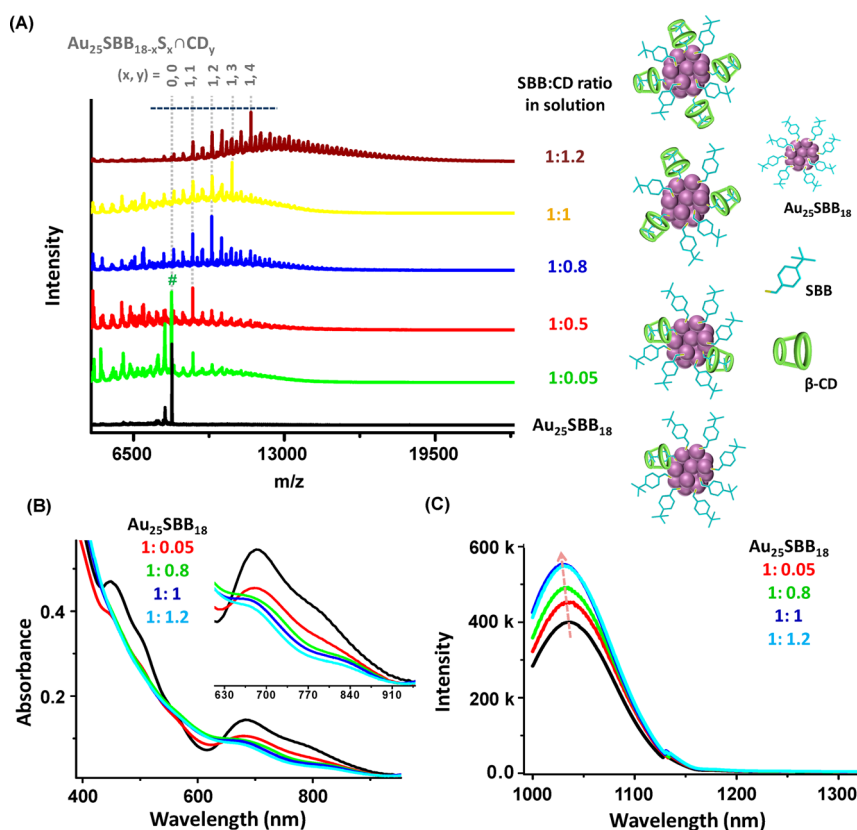 (A)
Au25SBB18-xSx∩CDy
(x, y) = 0, 0 1, 1 1, 2 1, 3 1, 4
SBB:CD ratio
in solution
1:1.2
1:1
1:0.8
1:0.5
1:0.05
Au25SBB18
#
Intensity
6500 13000 19500
m/z
Au25SBB18
SBB
β-CD
(B)
Au25SBB18
1: 0.05
1: 0.8
1: 1
1: 1.2
630 700 770 840 910
Absorbance
0.4
0.2
400 600 800
Wavelength (nm)
(C)
Au25SBB18
1: 0.05
1: 0.8
1: 1
1: 1.2
Intensity
600 k
400 k
200 k
0.0
1000 1100 1200 1300
Wavelength (nm)